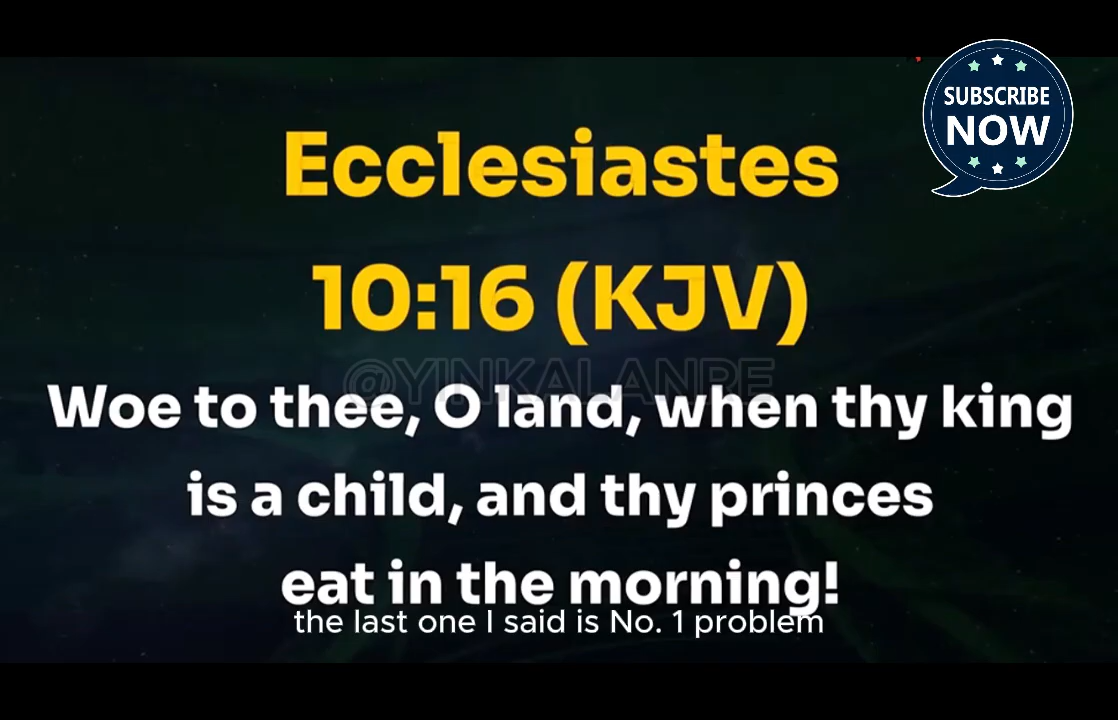 SUBSCRIBE
NOW
Ecclesiastes
10:16 (KJV)
@YINKALANRE
Woe to thee, O land, when thy king
is a child, and thy princes
eat in the morning!
the last one I said is No. 1 problem